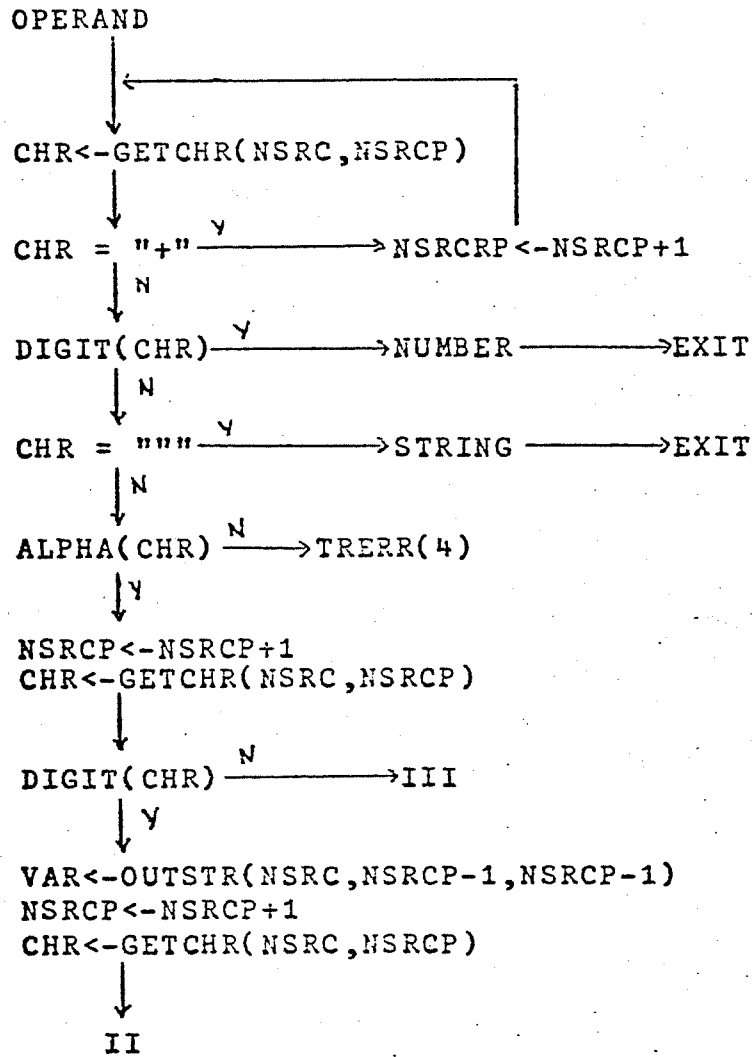 OPERAND
CHR<-GETCHR(NSRC,NSRCP)
CHR = "+" Y NSRCRP<-NSRCP+1
N
DIGIT(CHR) Y NUMBER EXIT
N
CHR = """ Y STRING EXIT
N
ALPHA(CHR) N TRERR(4)
Y
NSRCP<-NSRCP+1
CHR<-GETCHR(NSRC,NSRCP)
DIGIT(CHR) N III
Y
VAR<-OUTSTR(NSRC,NSRCP-1,NSRCP-1)
NSRCP<-NSRCP+1
CHR<-GETCHR(NSRC,NSRCP)
II